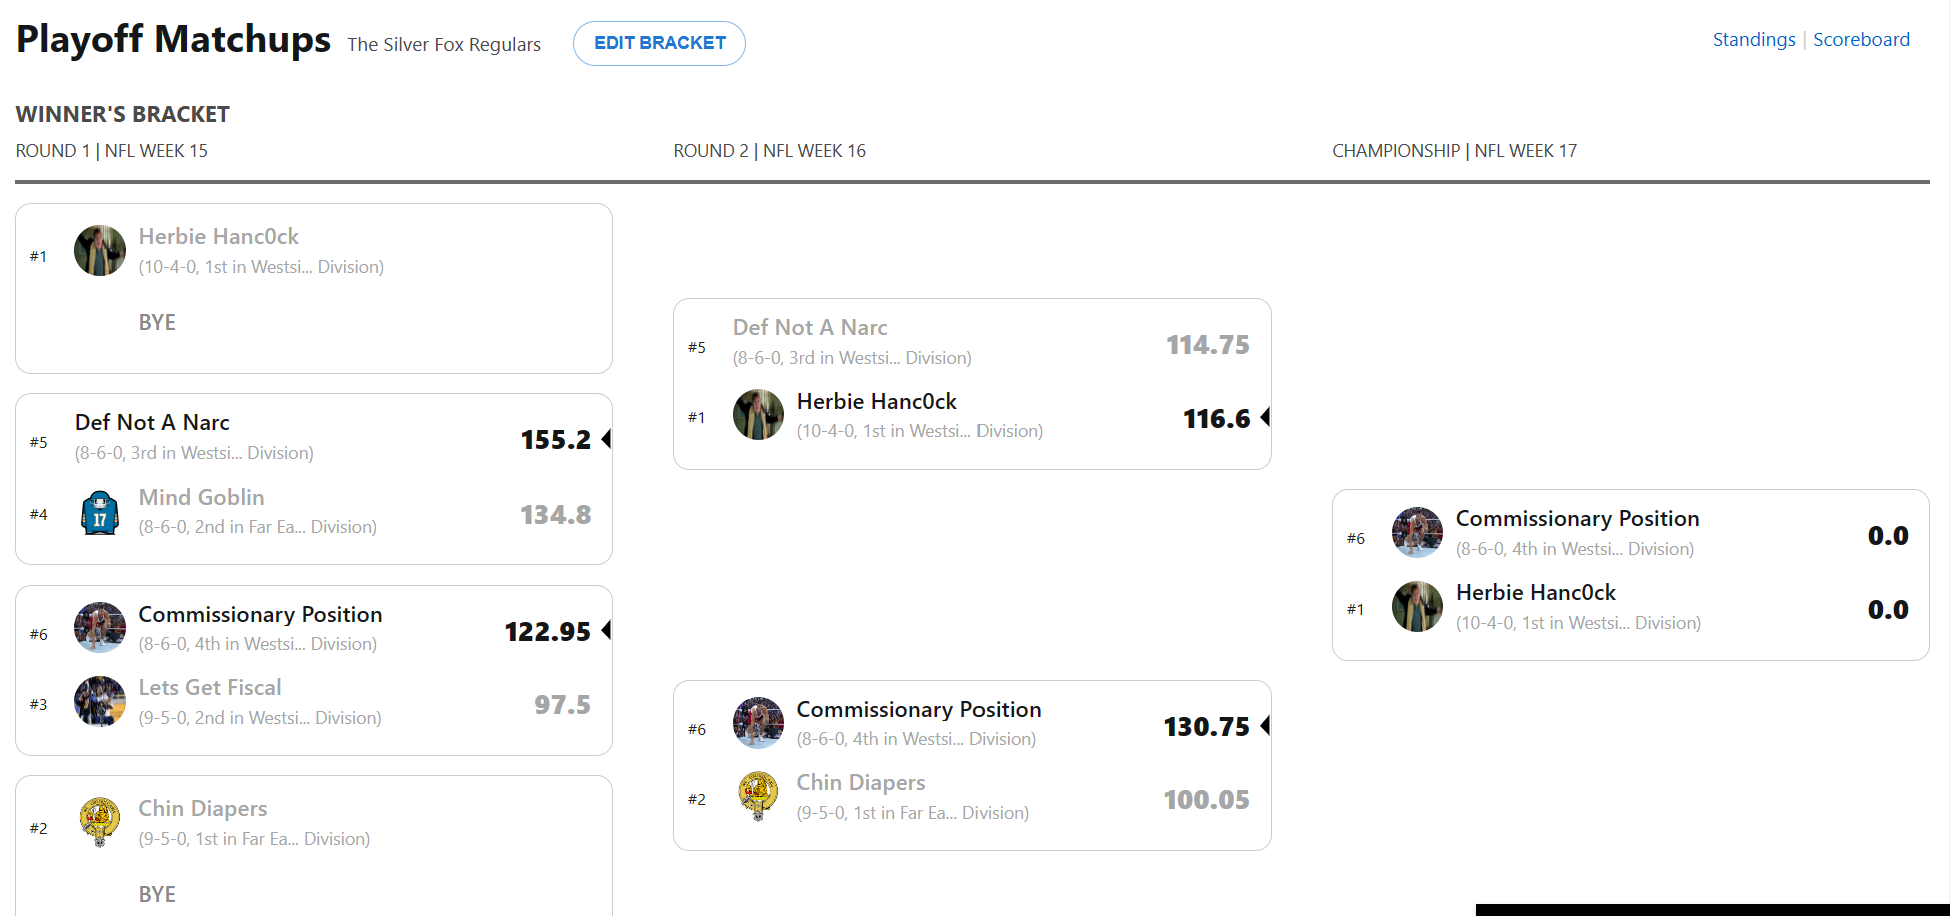 Playoff Matchups The Silver Fox Regulars EDIT BRACKET Standings | Scoreboard
WINNER'S BRACKET
ROUND 1 | NFL WEEK 15
ROUND 2 | NFL WEEK 16
CHAMPIONSHIP | NFL WEEK 17
#1 Herbie Hanc0ck
(10-4-0, 1st in Westsi... Division)
BYE
#5 Def Not A Narc 155.2
(8-6-0, 3rd in Westsi... Division)
#4 17 Mind Goblin 134.8
(8-6-0, 2nd in Far Ea... Division)
#6 Commissionary Position 122.95
(8-6-0, 4th in Westsi... Division)
#3 Lets Get Fiscal 97.5
(9-5-0, 2nd in Westsi... Division)
#2 Chin Diapers
(9-5-0, 1st in Far Ea... Division)
BYE
#5 Def Not A Narc 114.75
(8-6-0, 3rd in Westsi... Division)
#1 Herbie Hanc0ck 116.6
(10-4-0, 1st in Westsi... Division)
#6 Commissionary Position 130.75
(8-6-0, 4th in Westsi... Division)
#2 Chin Diapers 100.05
(9-5-0, 1st in Far Ea... Division)
#6 Commissionary Position 0.0
(8-6-0, 4th in Westsi... Division)
#1 Herbie Hanc0ck 0.0
(10-4-0, 1st in Westsi... Division)